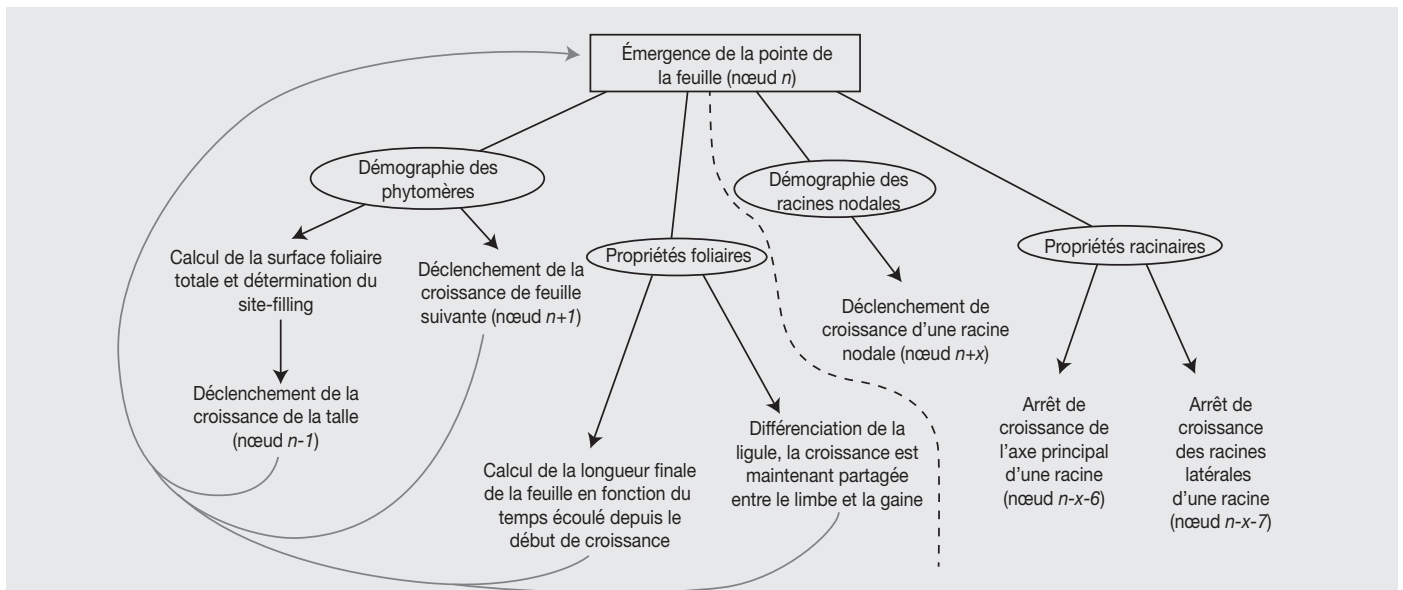 Émergence de la pointe de
la feuille (nœud n)
Démographie des
phytomères
Calcul de la surface foliaire
totale et détermination du
site-filling
Déclenchement de la
croissance de la talle
(nœud n-1)
Déclenchement de la
croissance de feuille
suivante (nœud n+1)
Propriétés foliaires
Calcul de la longueur finale
de la feuille en fonction du
temps écoulé depuis le
début de croissance
Différenciation de la
ligule, la croissance est
maintenant partagée
entre le limbe et la gaine
Démographie des
racines nodales
Déclenchement de
croissance d’une racine
nodale (nœud n+x)
Propriétés racinaires
Arrêt de
croissance de
l’axe principal
d’une racine
(nœud n-x-6)
Arrêt de
croissance
des racines
latérales
d’une racine
(nœud n-x-7)